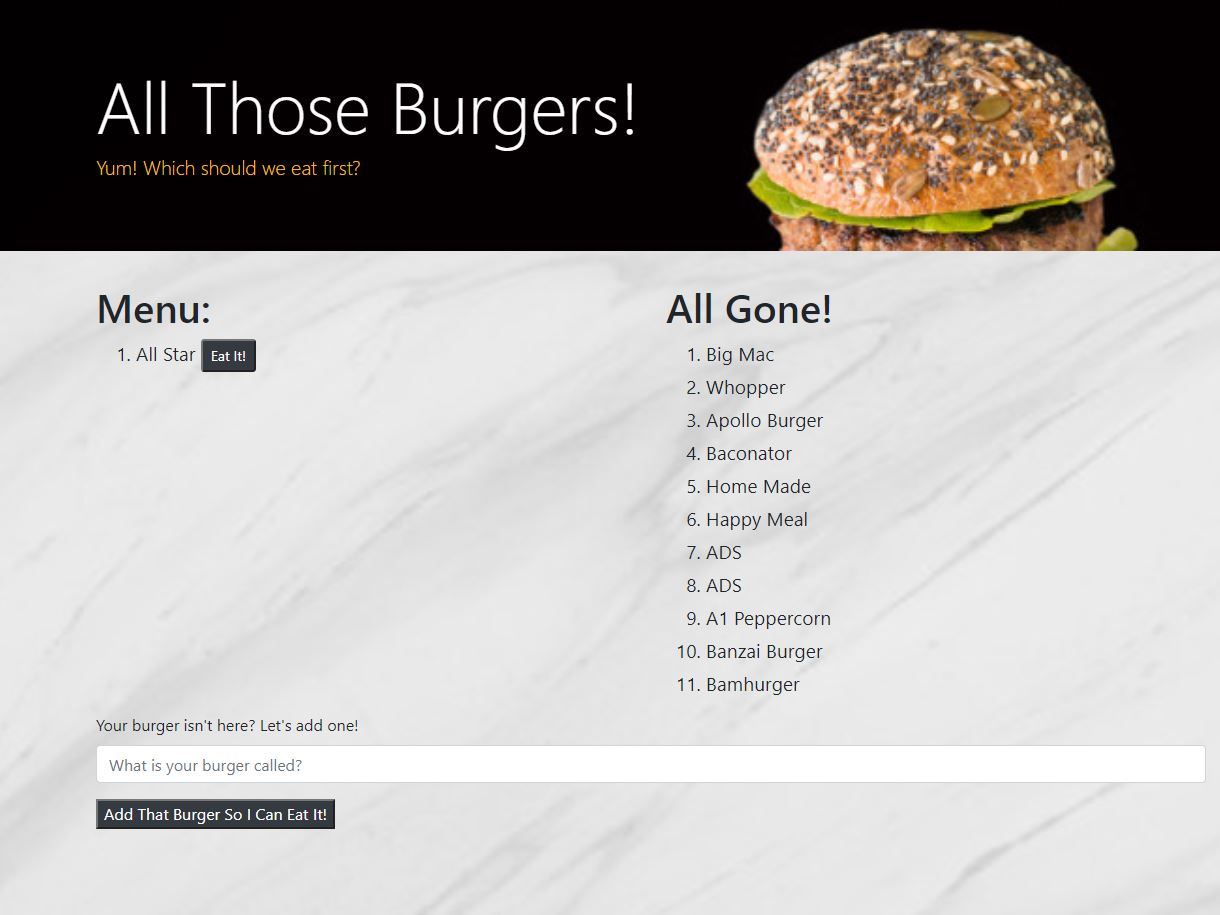 All Those Burgers!
Yum! Which should we eat first?
Menu:
1. All Star Eat It!
All Gone!
1. Big Mac
2. Whopper
3. Apollo Burger
4. Baconator
5. Home Made
6. Happy Meal
7. ADS
8. ADS
9. A1 Peppercorn
10. Banzai Burger
11. Bamhurger
Your burger isn't here? Let's add one!
What is your burger called?
Add That Burger So I Can Eat It!